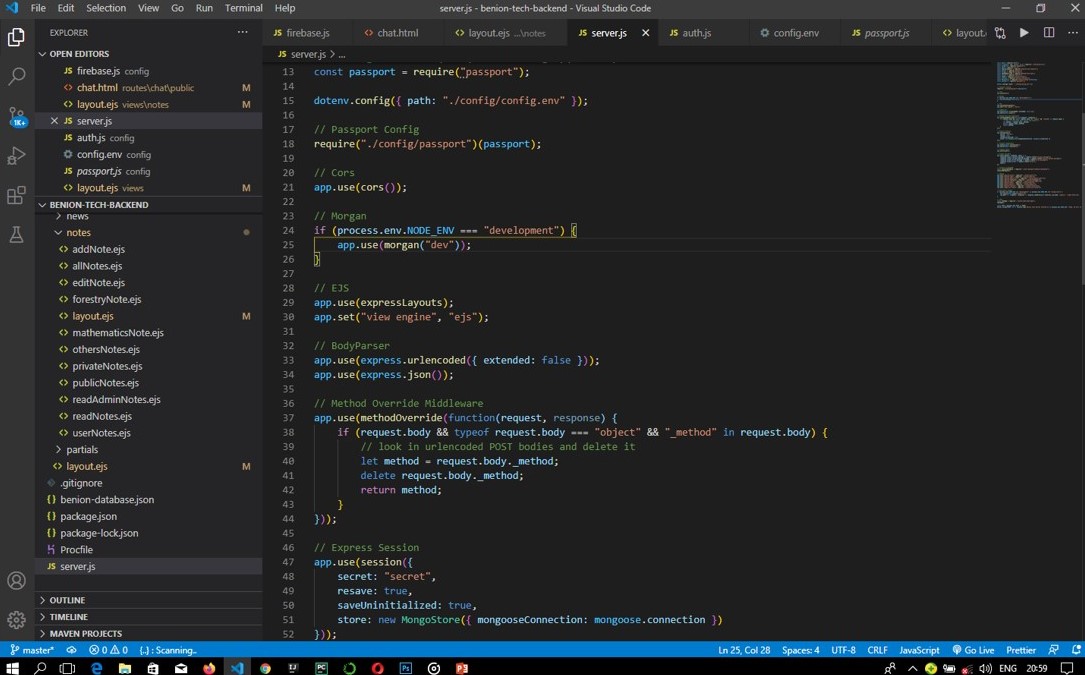 File Edit Selection View Go Run Terminal Help
server.js - benion-tech-backend - Visual Studio Code
EXPLORER
OPEN EDITORS
firebase.js config
chat.html routes\chat\public M
layout.ejs views\notes M
server.js
auth.js config
config.env config
passport.js config
layout.ejs views M
BENION-TECH-BACKEND
news
notes
addNote.ejs
allNotes.ejs
editNote.ejs
forestryNote.ejs
layout.ejs M
mathematicsNote.ejs
othersNotes.ejs
privateNotes.ejs
publicNotes.ejs
readAdminNotes.ejs
readNotes.ejs
userNotes.ejs
partials
layout.ejs M
.gitignore
benion-database.json
package.json
package-lock.json
Procfile
server.js
OUTLINE
TIMELINE
MAVEN PROJECTS
1K+
firebase.js chat.html layout.ejs ...\notes server.js auth.js config.env passport.js layout.
server.js > ...
13 const passport = require("passport");
14
15 dotenv.config({ path: "./config/config.env" });
16
17 // Passport Config
18 require("./config/passport")(passport);
19
20 // Cors
21 app.use(cors());
22
23 // Morgan
24 if (process.env.NODE_ENV === "development") {
25 app.use(morgan("dev"));
26 }
27
28 // EJS
29 app.use(expressLayouts);
30 app.set("view engine", "ejs");
31
32 // BodyParser
33 app.use(express.urlencoded({ extended: false }));
34 app.use(express.json());
35
36 // Method Override Middleware
37 app.use(methodOverride(function(request, response) {
38 if (request.body && typeof request.body === "object" && "_method" in request.body) {
39 // look in urlencoded POST bodies and delete it
40 let method = request.body._method;
41 delete request.body._method;
42 return method;
43 }
44 }));
45
46 // Express Session
47 app.use(session({
48 secret: "secret",
49 resave: true,
50 saveUninitialized: true,
51 store: new MongoStore({ mongooseConnection: mongoose.connection })
52 }));
master* 0 0 {..} : Scanning.. Ln 25, Col 28 Spaces: 4 UTF-8 CRLF JavaScript Go Live Prettier
ENG 20:59